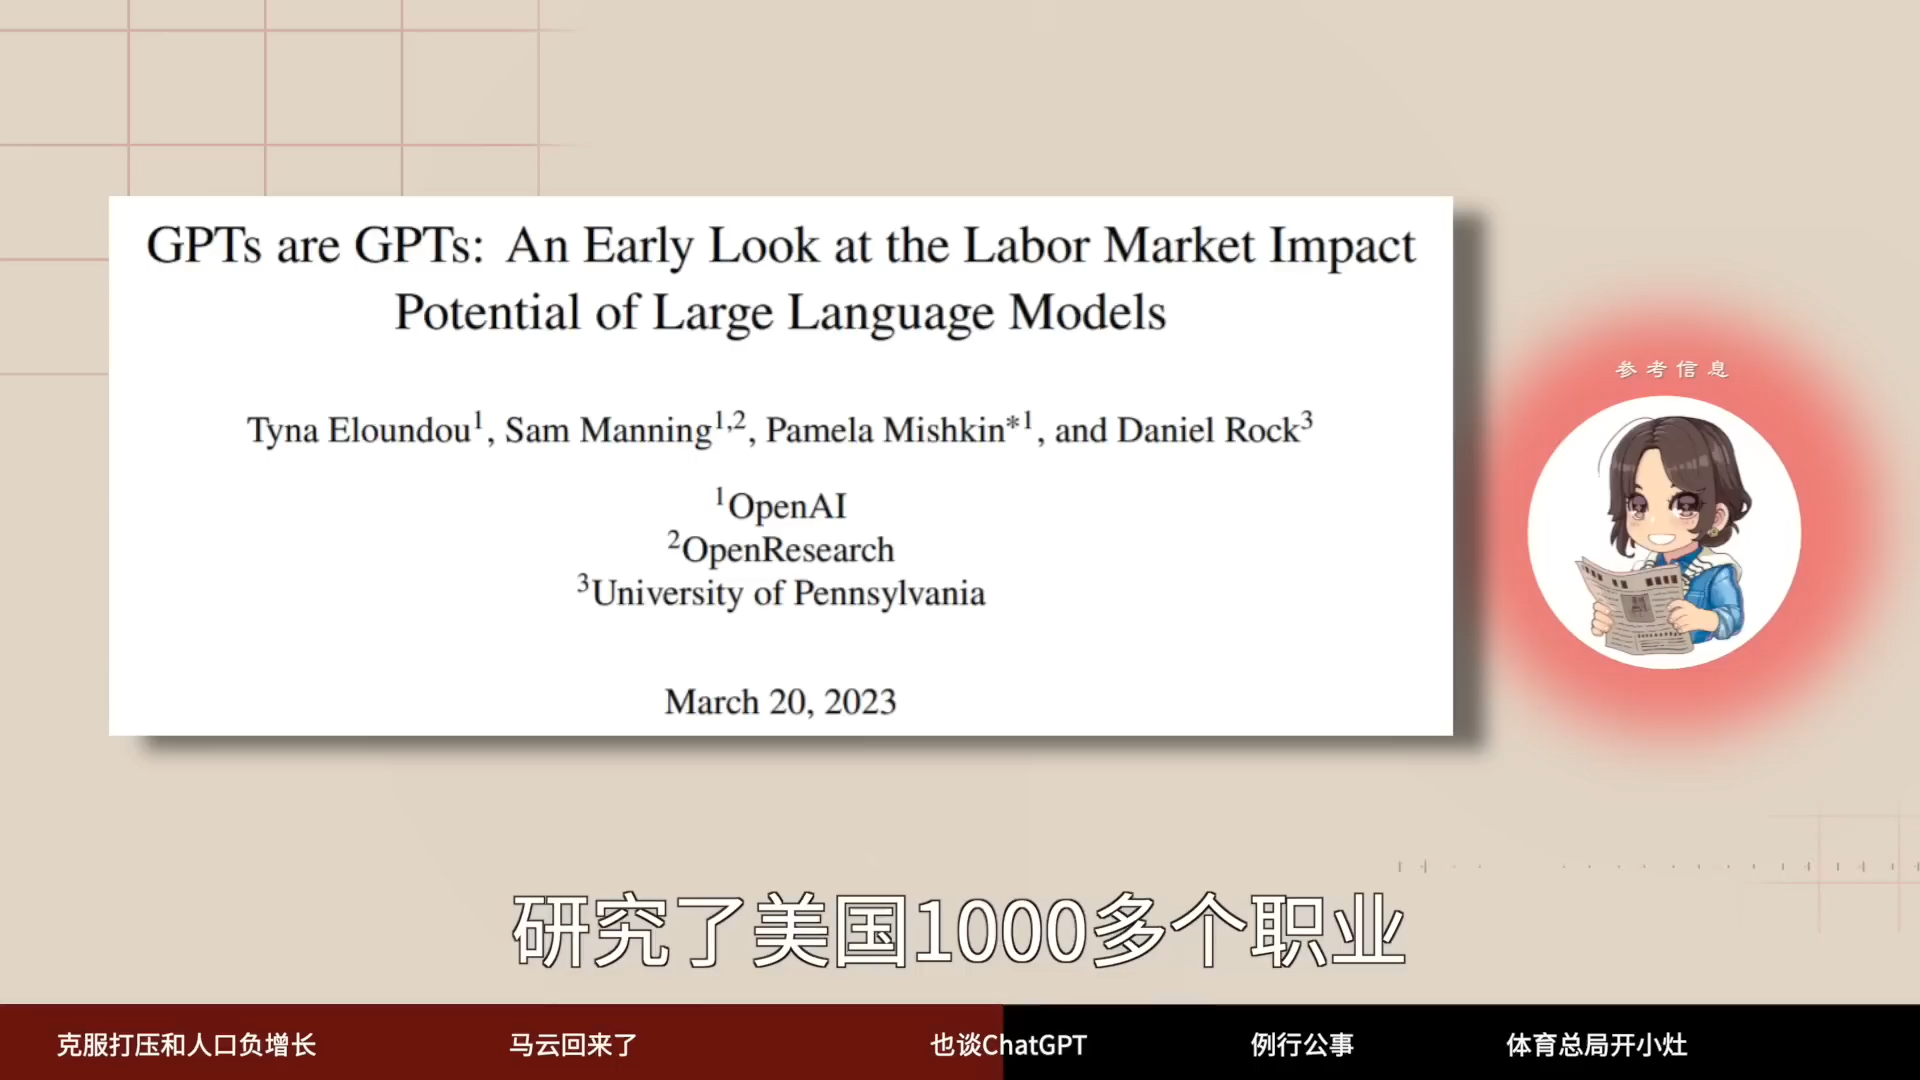 GPTs are GPTs: An Early Look at the Labor Market Impact
Potential of Large Language Models
Tyna Eloundou1, Sam Manning1,2, Pamela Mishkin*1, and Daniel Rock3
1OpenAI
2OpenResearch
3University of Pennsylvania
March 20, 2023
参考信息
研究了美国1000多个职业
克服打压和人口负增长
马云回来了
也谈ChatGPT
例行公事
体育总局开小灶